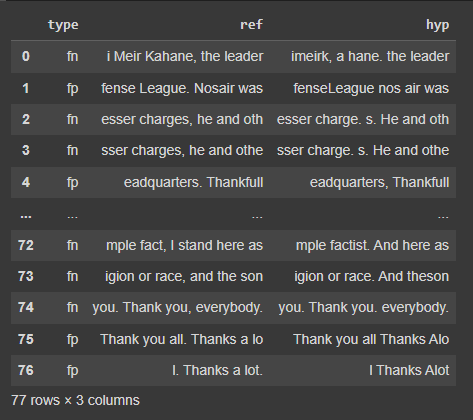 type ref hyp
0 fn i Meir Kahane, the leader imeirk, a hane. the leader
1 fp fense League. Nosair was fenseLeague nos air was
2 fn esser charges, he and oth esser charge. s. He and oth
3 fn sser charges, he and othe sser charge. s. He and othe
4 fp eadquarters. Thankfull eadquarters, Thankfull
... ... ... ...
72 fn mple fact, I stand here as mple factist. And here as
73 fn igion or race, and the son igion or race. And theson
74 fn you. Thank you, everybody. you. Thank you. everybody.
75 fp Thank you all. Thanks a lo Thank you all Thanks Alo
76 fp l. Thanks a lot. l Thanks Alot
77 rows × 3 columns